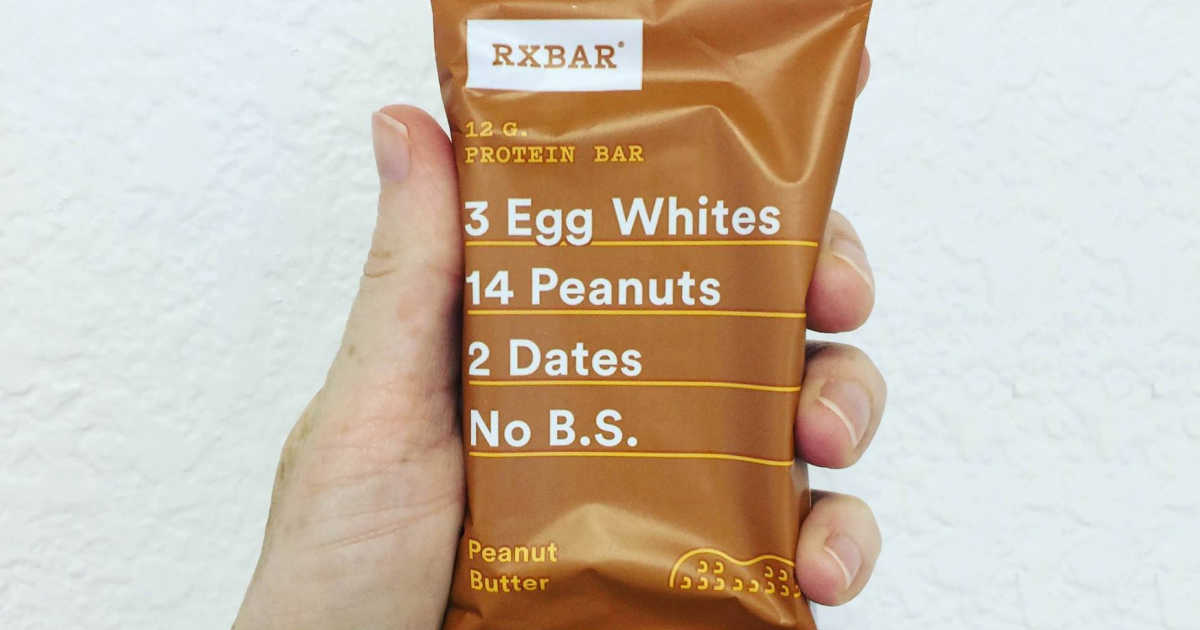 RXBAR®
12 G.
PROTEIN BAR
3 Egg Whites
14 Peanuts
2 Dates
No B.S.
Peanut
Butter